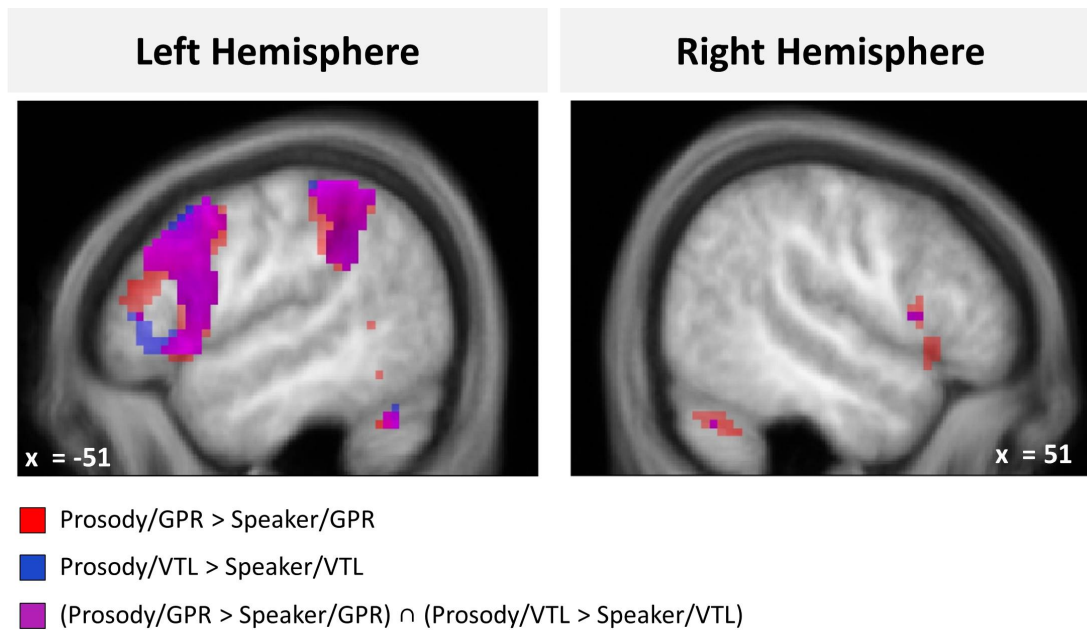 Left Hemisphere
Right Hemisphere
x = -51
x = 51
Prosody/GPR > Speaker/GPR
Prosody/VTL > Speaker/VTL
(Prosody/GPR > Speaker/GPR) ∩ (Prosody/VTL > Speaker/VTL)